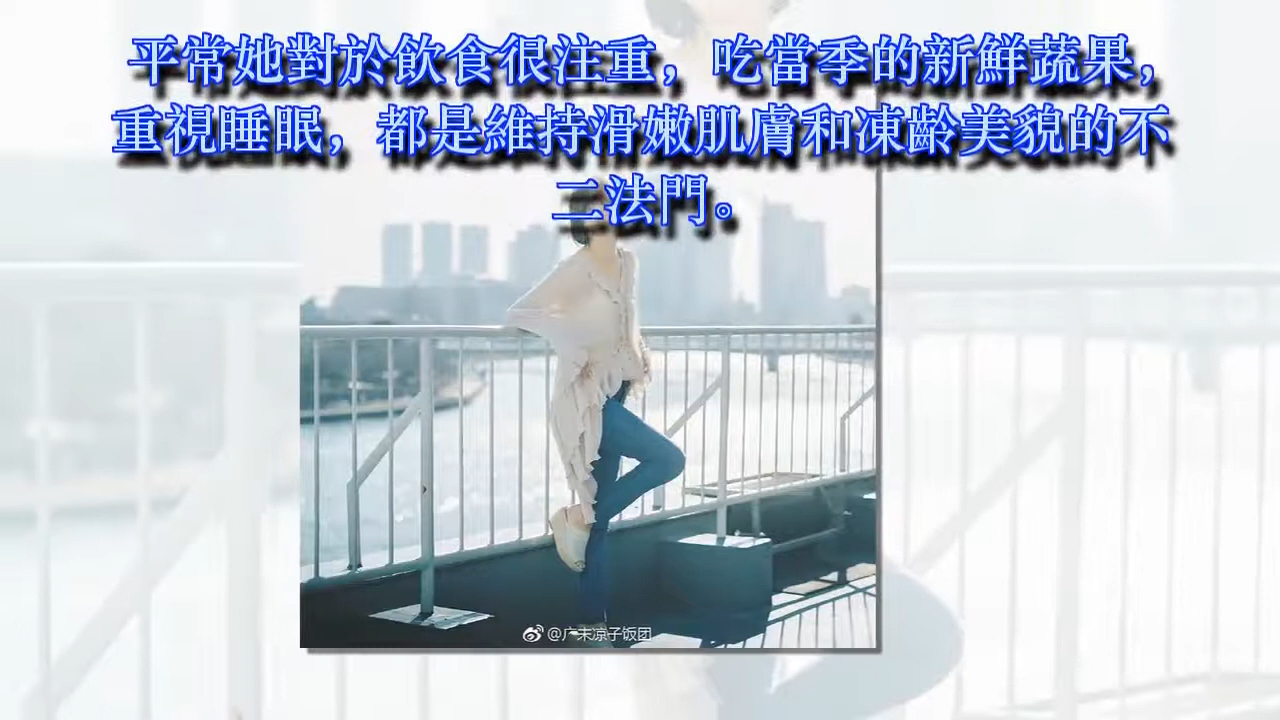 平常她對於飲食很注重，吃當季的新鮮蔬果，
重視睡眠，都是維持滑嫩肌膚和凍齡美貌的不
二法門。
@广末凉子饭团